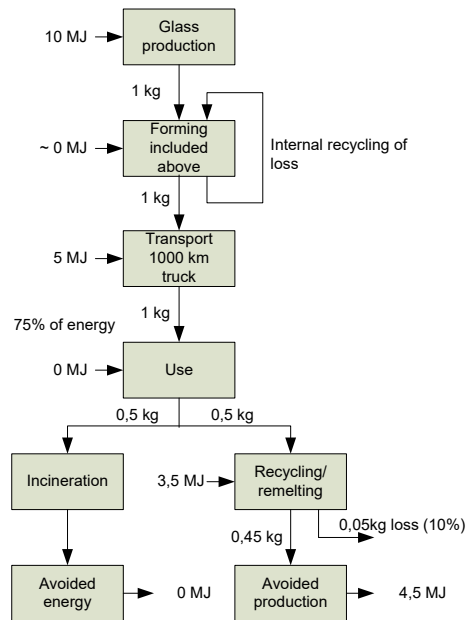 Glass
production
10 MJ
1 kg
Forming
included
above
~ 0 MJ
Internal recycling of
loss
1 kg
Transport
1000 km
truck
5 MJ
1 kg
75% of energy
Use
0 MJ
0,5 kg
0,5 kg
Incineration
3,5 MJ
Recycling/
remelting
0,05kg loss (10%)
0,45 kg
Avoided
energy
0 MJ
Avoided
production
4,5 MJ